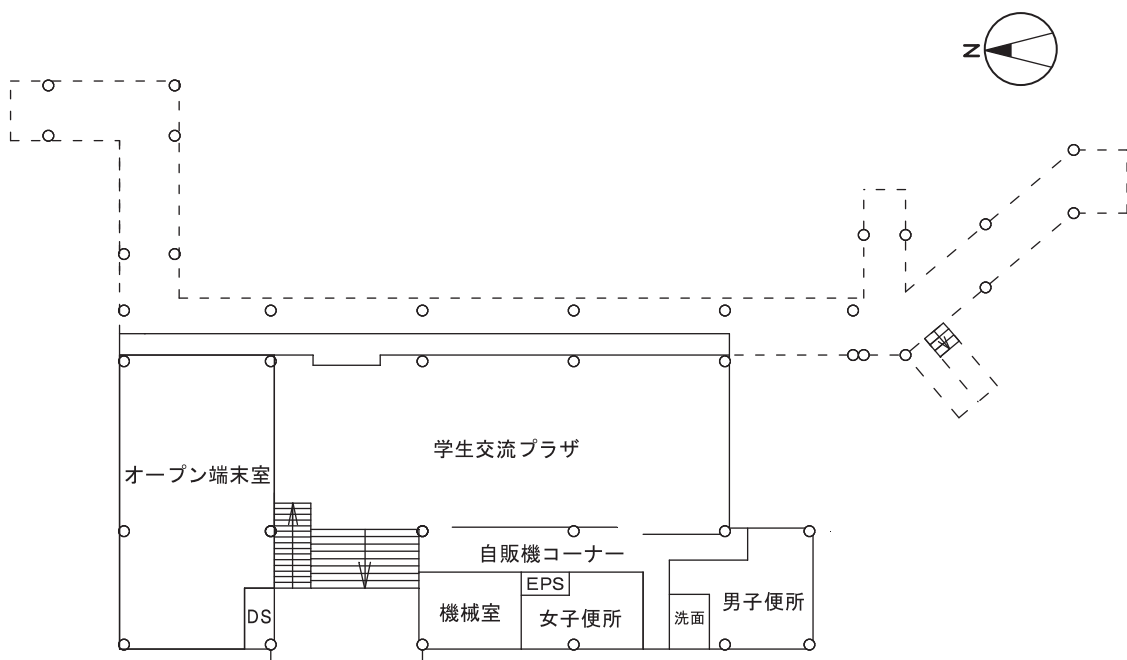 N
学生交流プラザ
オープン端末室
自販機コーナー
EPS
機械室
女子便所
男子便所
洗面
DS